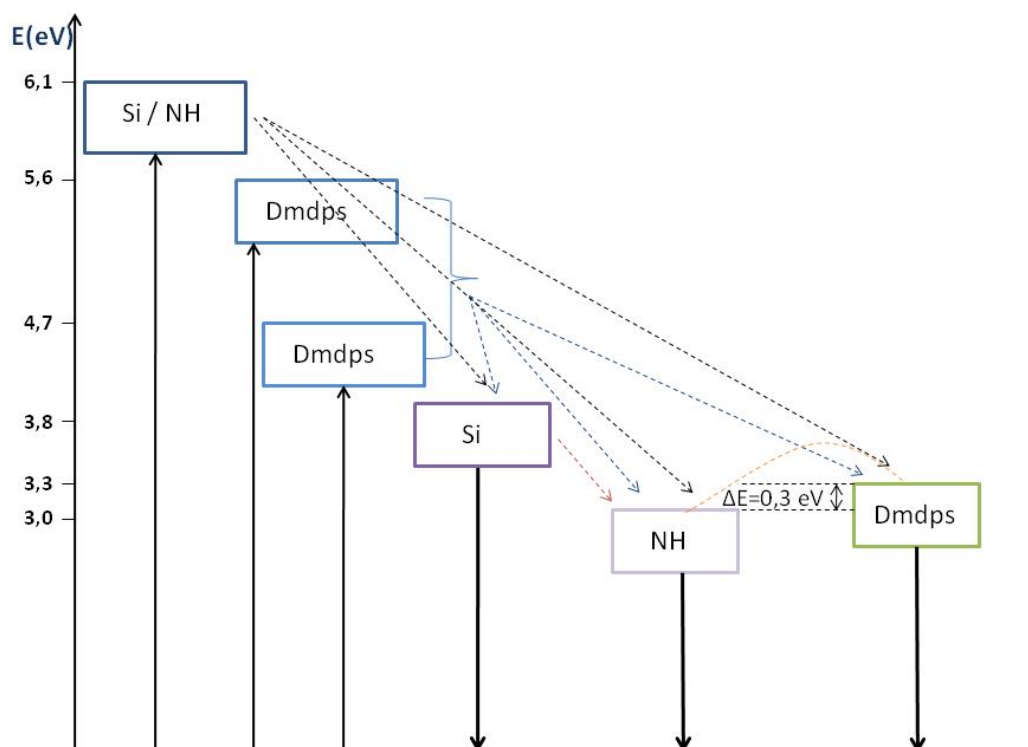 E(eV)
6,1
Si / NH
5,6
Dmdps
4,7
Dmdps
3,8
Si
3,3
ΔE=0,3 eV
Dmdps
3,0
NH